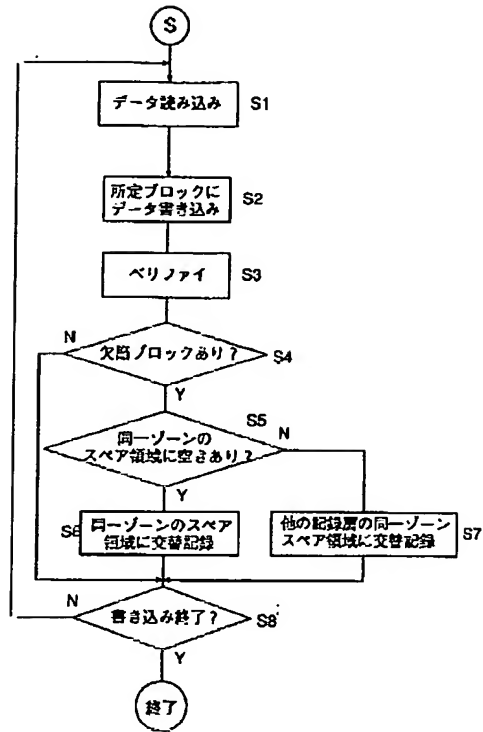 S
データ読み込み
S1
所定ブロックに
データ書き込み
S2
ベリファイ
S3
N
欠陥ブロックあり?
S4
Y
S5
同一ゾーンの
スペア領域に空きあり?
N
Y
S6
同一ゾーンのスペア
領域に交替記録
他の記録層の同一ゾーン
スペア領域に交替記録
S7
N
書き込み終了?
S8
Y
終了